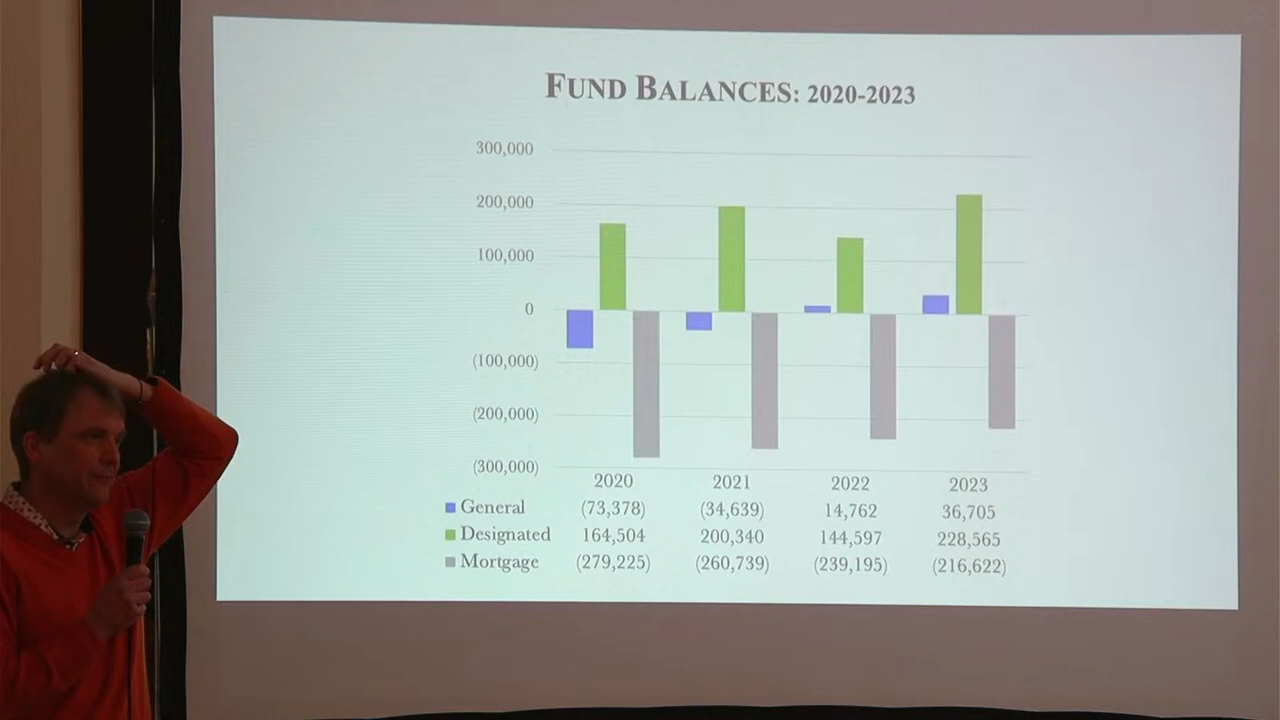 FUND BALANCES: 2020-2023
300,000
200,000
100,000
0
(100,000)
(200,000)
(300,000)
2020 2021 2022 2023
General (73,378) (34,639) 14,762 36,705
Designated 164,504 200,340 144,597 228,565
Mortgage (279,225) (260,739) (239,195) (216,622)